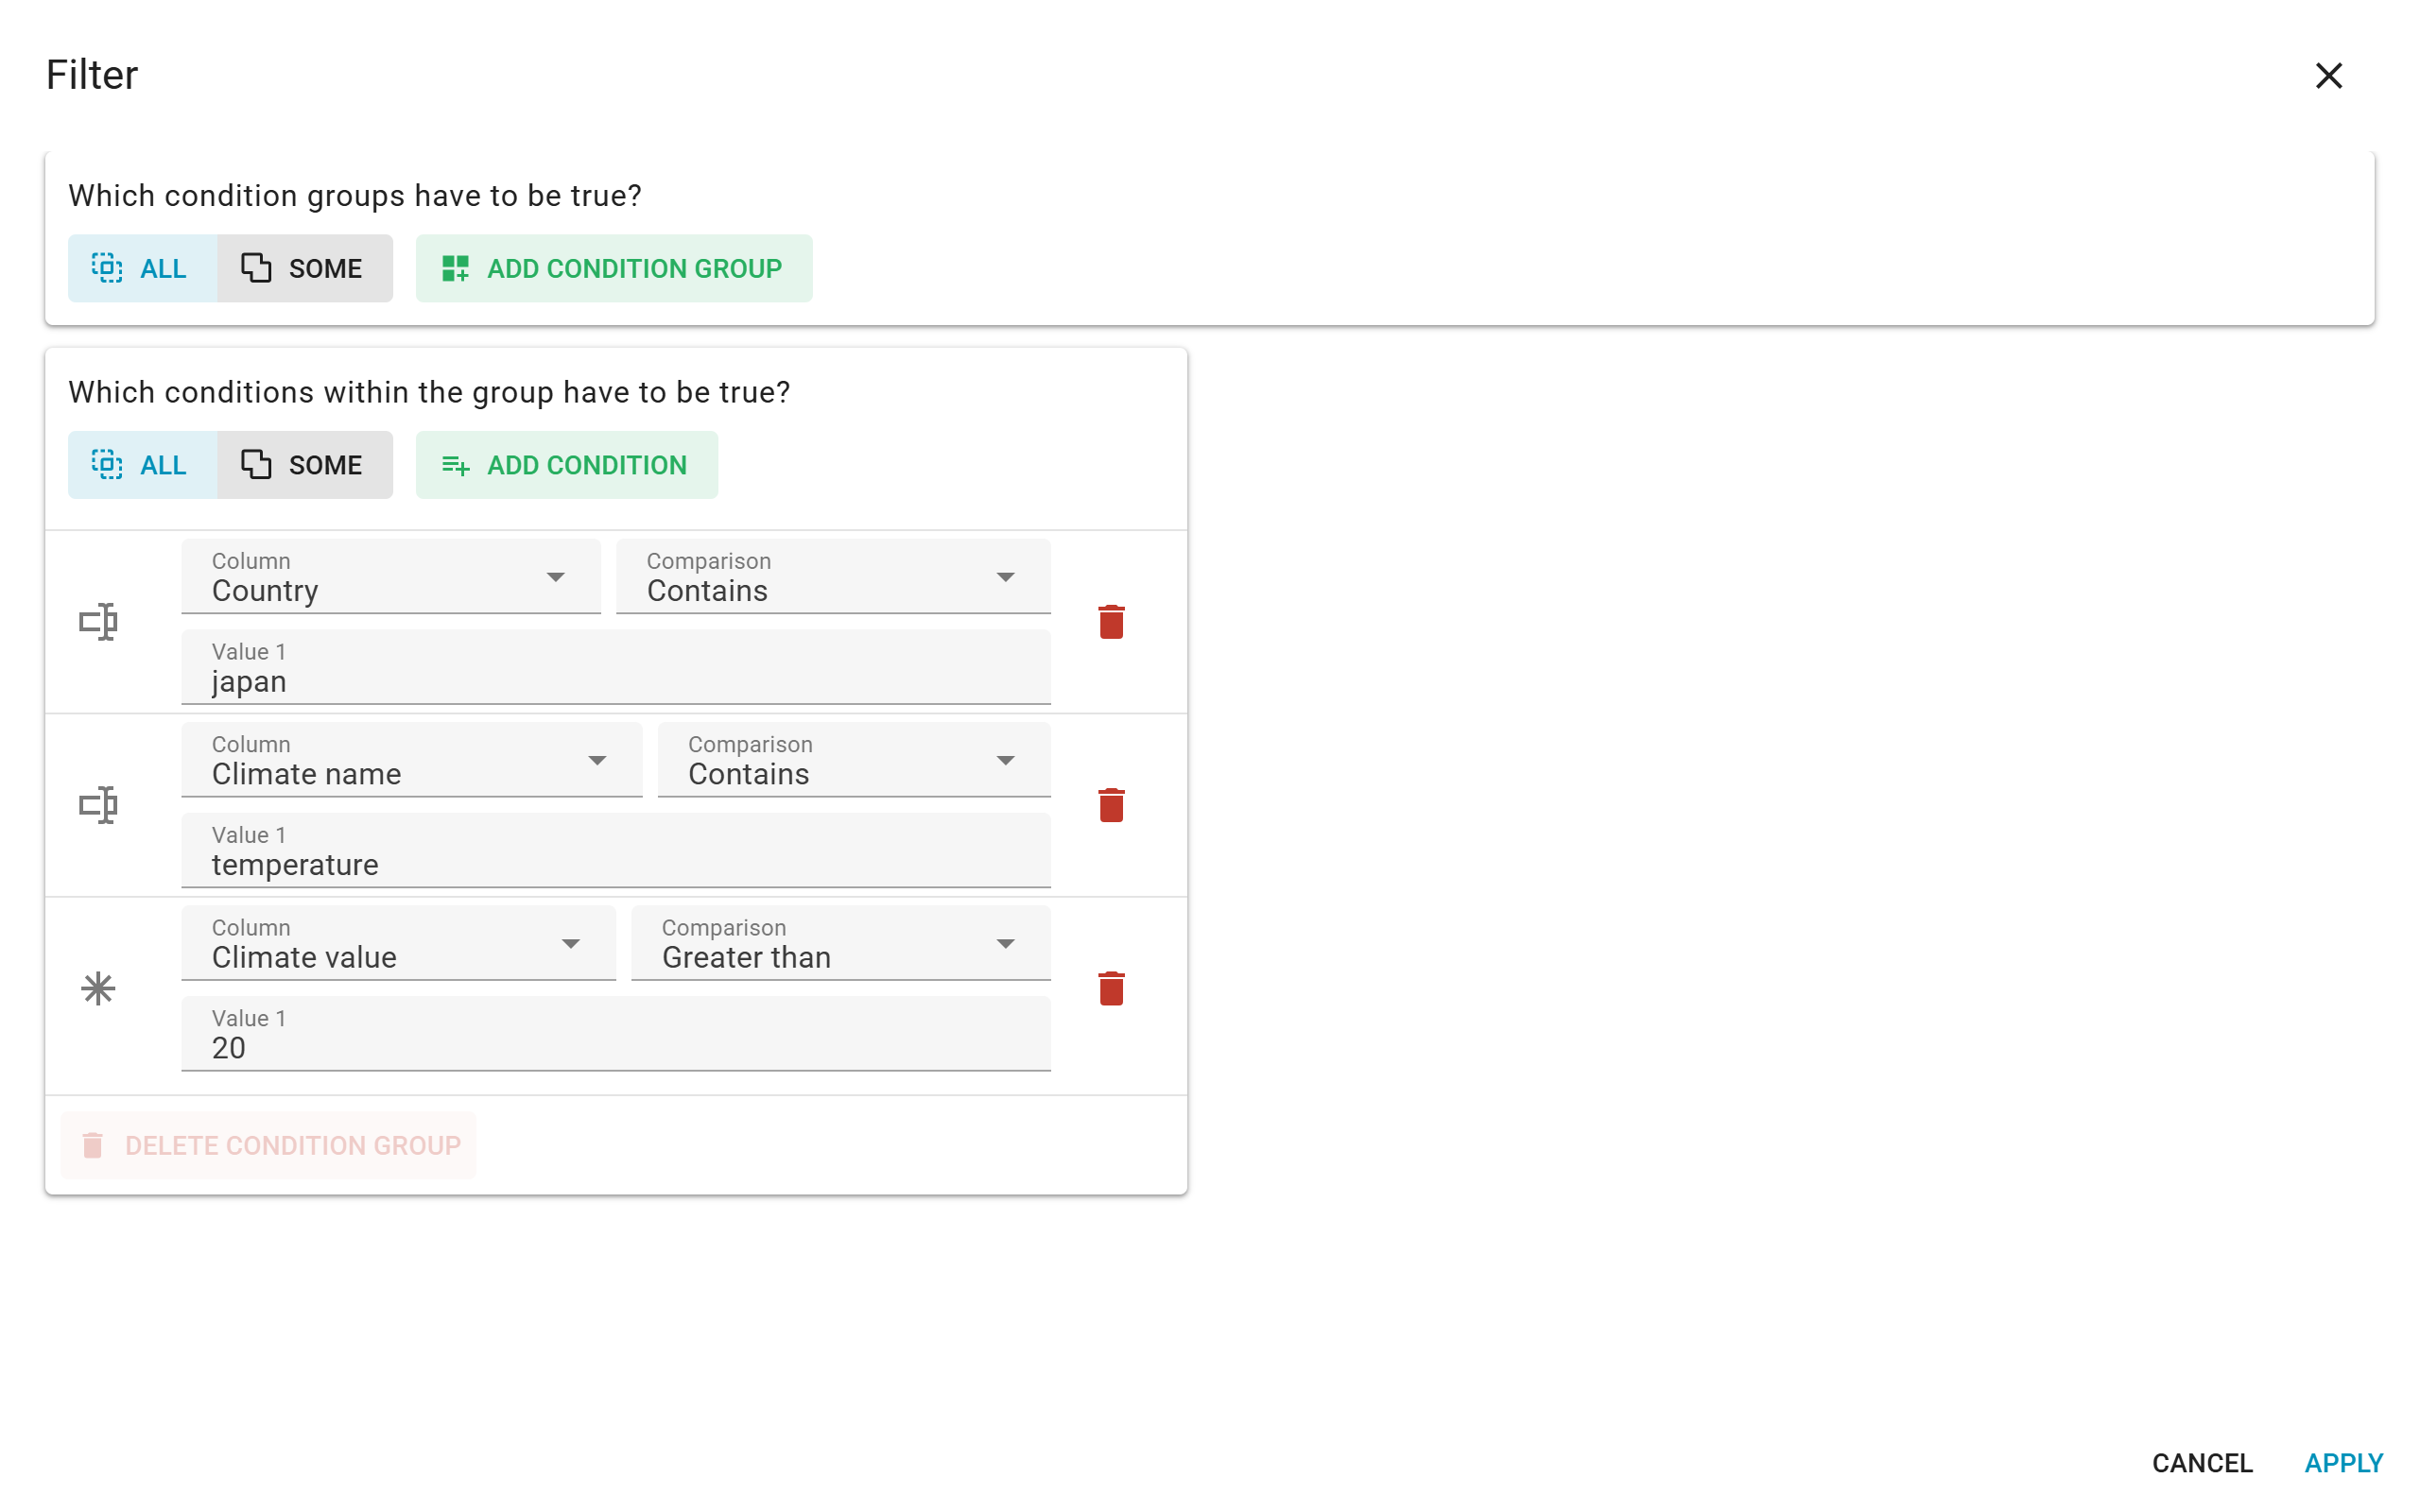 Filter
Which condition groups have to be true?
ALL SOME ADD CONDITION GROUP
Which conditions within the group have to be true?
ALL SOME ADD CONDITION
Column Comparison
Country Contains
Value 1
japan
Column Comparison
Climate name Contains
Value 1
temperature
Column Comparison
Climate value Greater than
Value 1
20
DELETE CONDITION GROUP
CANCEL APPLY